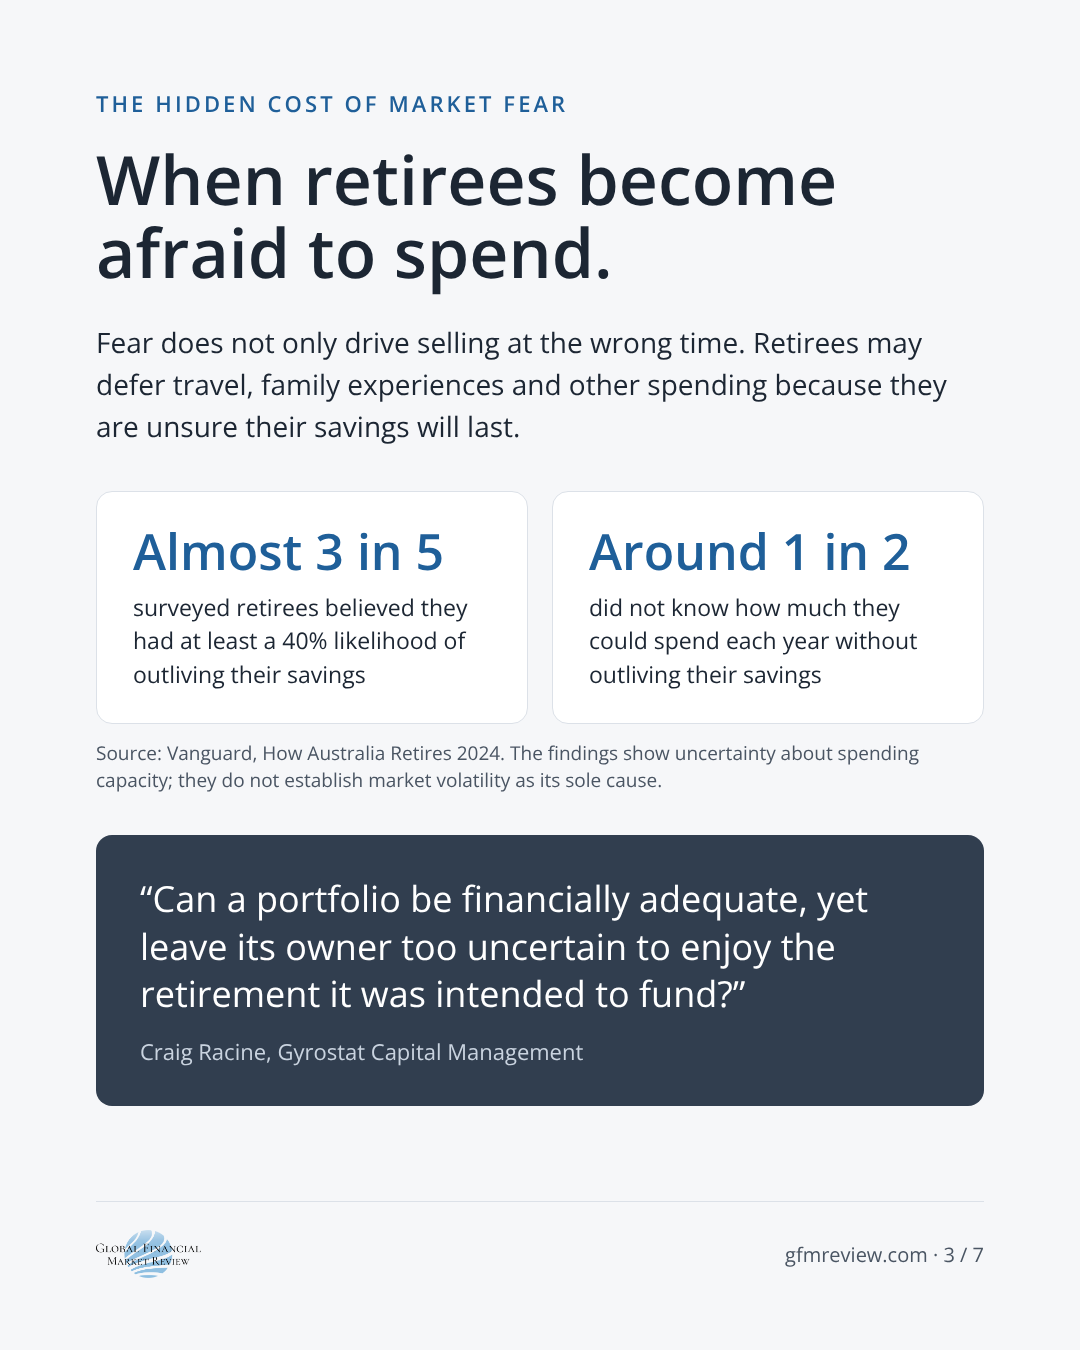 THE HIDDEN COST OF MARKET FEAR
When retirees become
afraid to spend.
Fear does not only drive selling at the wrong time. Retirees may
defer travel, family experiences and other spending because they
are unsure their savings will last.
Almost 3 in 5
surveyed retirees believed they
had at least a 40% likelihood of
outliving their savings
Around 1 in 2
did not know how much they
could spend each year without
outliving their savings
Source: Vanguard, How Australia Retires 2024. The findings show uncertainty about spending
capacity; they do not establish market volatility as its sole cause.
“Can a portfolio be financially adequate, yet
leave its owner too uncertain to enjoy the
retirement it was intended to fund?”
Craig Racine, Gyrostat Capital Management
Global Financial
Market Review
gfmreview.com · 3 / 7